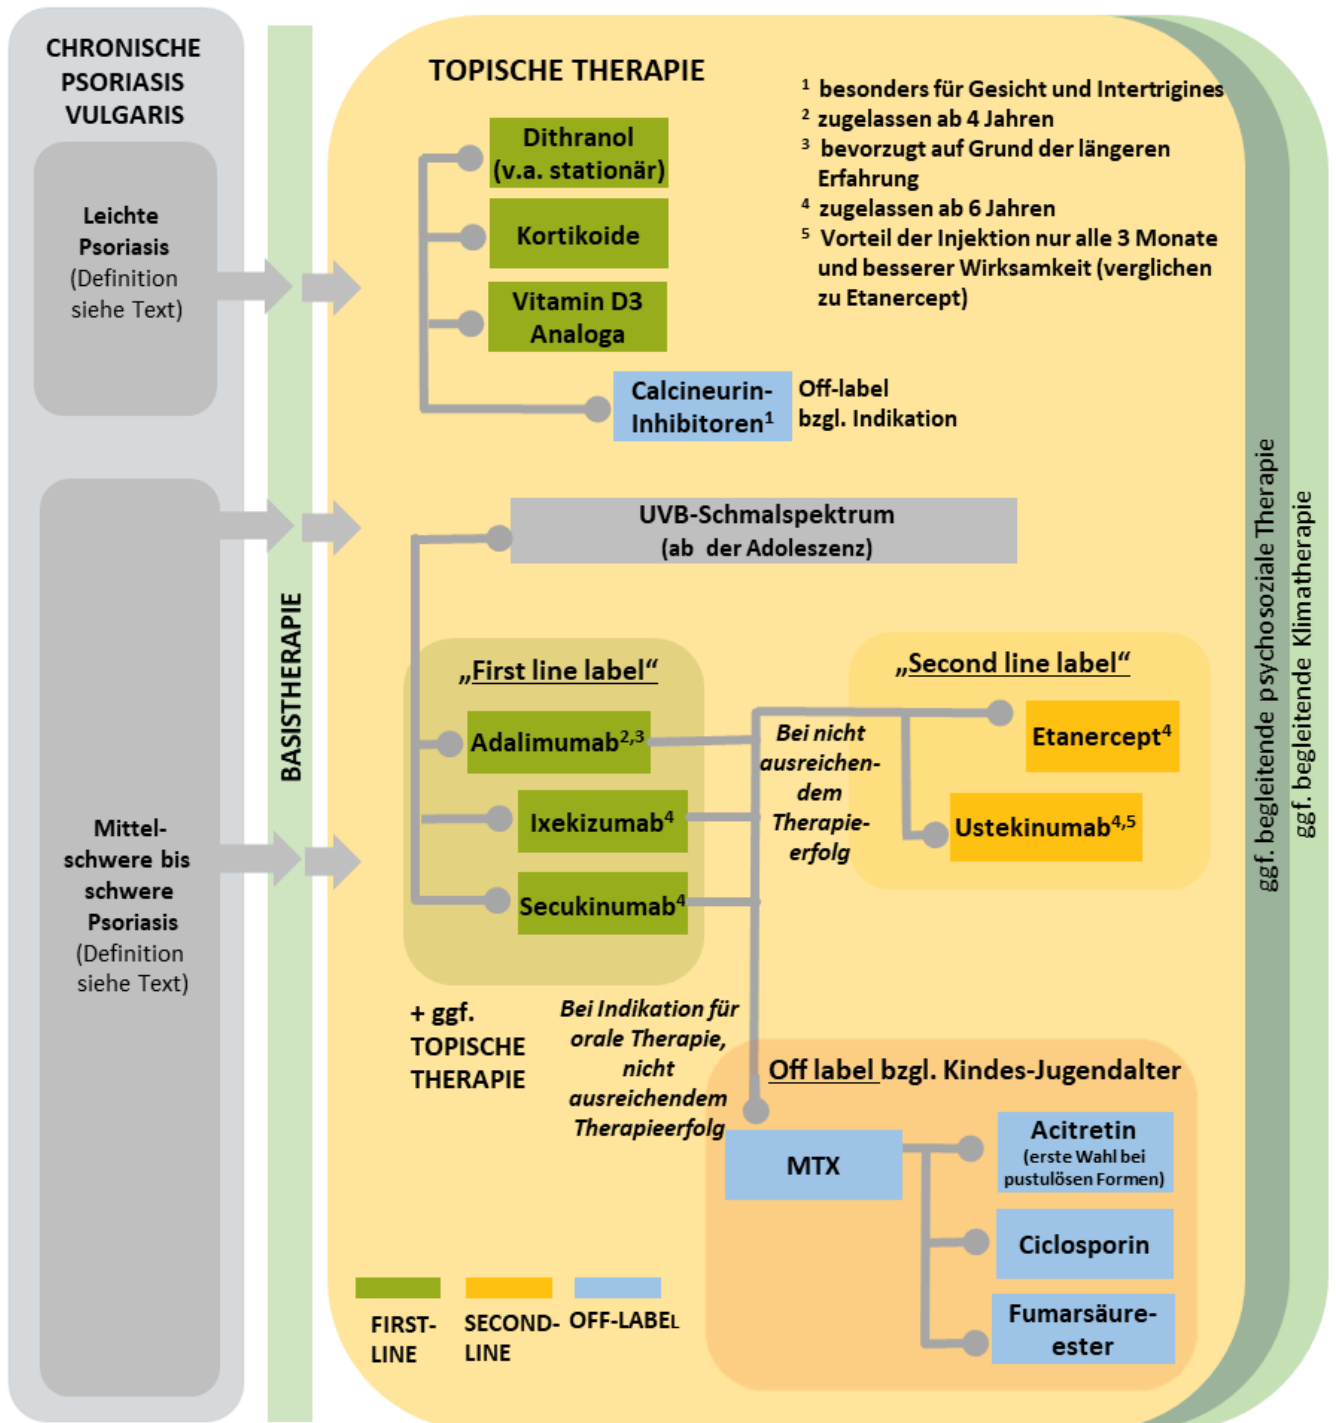 CHRONISCHE
PSORIASIS
VULGARIS
Leichte
Psoriasis
(Definition
siehe Text)
Mittel-
schwere bis
schwere
Psoriasis
(Definition
siehe Text)
BASISTHERAPIE
TOPISCHE THERAPIE
Dithranol
(v.a. stationär)
Kortikoide
Vitamin D3
Analoga
Calcineurin-
Inhibitoren¹
Off-label
bzgl. Indikation
¹ besonders für Gesicht und Intertrigines
² zugelassen ab 4 Jahren
³ bevorzugt auf Grund der längeren
Erfahrung
⁴ zugelassen ab 6 Jahren
⁵ Vorteil der Injektion nur alle 3 Monate
und besserer Wirksamkeit (verglichen
zu Etanercept)
UVB-Schmalspektrum
(ab der Adoleszenz)
„First line label“
Adalimumab²,³
Ixekizumab⁴
Secukinumab⁴
Bei nicht
ausreichen-
dem
Therapie-
erfolg
„Second line label“
Etanercept⁴
Ustekinumab⁴,⁵
+ ggf.
TOPISCHE
THERAPIE
Bei Indikation für
orale Therapie,
nicht
ausreichendem
Therapieerfolg
Off label bzgl. Kindes-Jugendalter
MTX
Acitretin
(erste Wahl bei
pustulösen Formen)
Ciclosporin
Fumarsäure-
ester
FIRST-
LINE
SECOND-
LINE
OFF-LABEL
ggf. begleitende psychosoziale Therapie
ggf. begleitende Klimatherapie